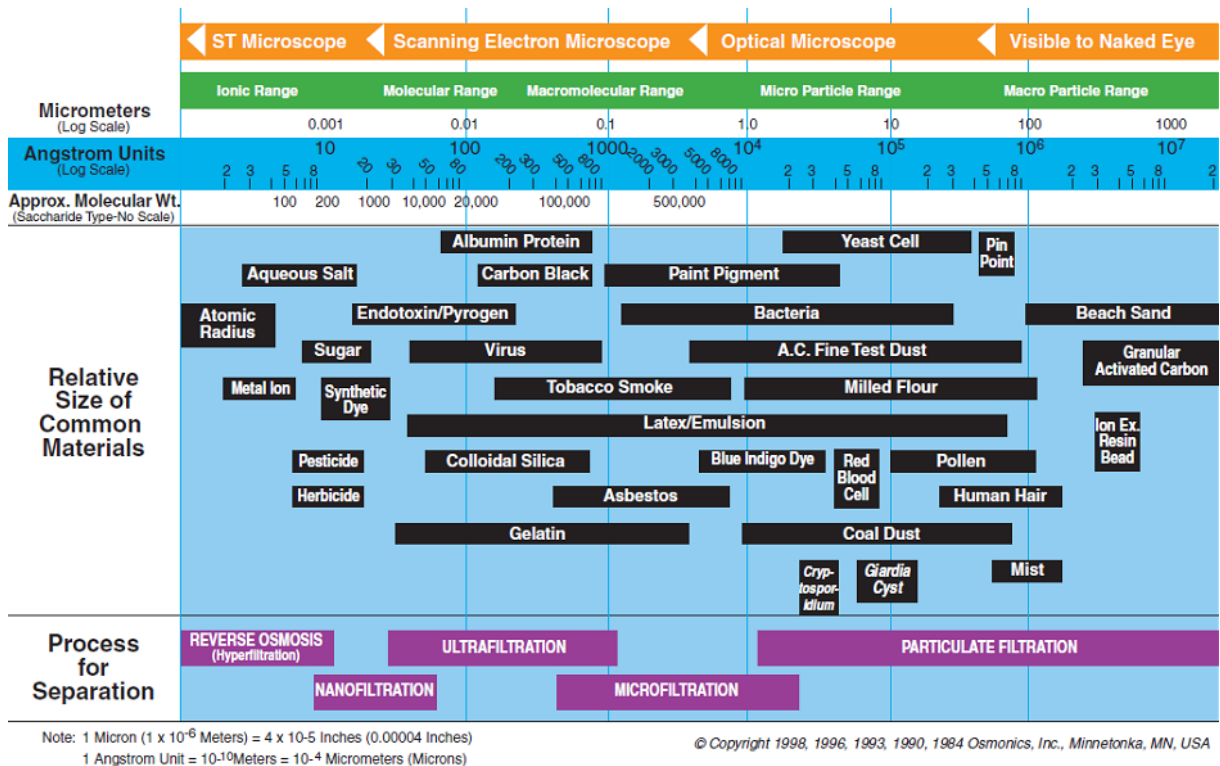 ST Microscope Scanning Electron Microscope Optical Microscope Visible to Naked Eye
Ionic Range Molecular Range Macromolecular Range Micro Particle Range Macro Particle Range
Micrometers
(Log Scale)
0.001 0.01 0.1 1.0 10 100 1000
Angstrom Units
(Log Scale)
10 100 1000 10⁴ 10⁵ 10⁶ 10⁷
2 3 5 8 20 30 50 80 200 300 500 800 2000 3000 5000 8000 2 3 5 8 2 3 5 8 2 3 5 8 2
Approx. Molecular Wt.
(Saccharide Type-No Scale)
100 200 1000 10,000 20,000 100,000 500,000
Relative
Size of
Common
Materials
Albumin Protein Yeast Cell Pin
Point
Aqueous Salt Carbon Black Paint Pigment
Atomic
Radius
Endotoxin/Pyrogen Bacteria Beach Sand
Sugar Virus A.C. Fine Test Dust Granular
Activated Carbon
Metal Ion Synthetic
Dye
Tobacco Smoke Milled Flour
Latex/Emulsion Ion Ex.
Resin
Bead
Pesticide Colloidal Silica Blue Indigo Dye Red
Blood
Cell
Pollen
Herbicide Asbestos Human Hair
Gelatin Coal Dust
Cryp-
tospor-
idium
Giardia
Cyst
Mist
Process
for
Separation
REVERSE OSMOSIS
(Hyperfiltration)
ULTRAFILTRATION PARTICULATE FILTRATION
NANOFILTRATION MICROFILTRATION
Note: 1 Micron (1 x 10⁻⁶ Meters) = 4 x 10-5 Inches (0.00004 Inches)
1 Angstrom Unit = 10⁻¹⁰Meters = 10⁻⁴ Micrometers (Microns)
© Copyright 1998, 1996, 1993, 1990, 1984 Osmonics, Inc., Minnetonka, MN, USA